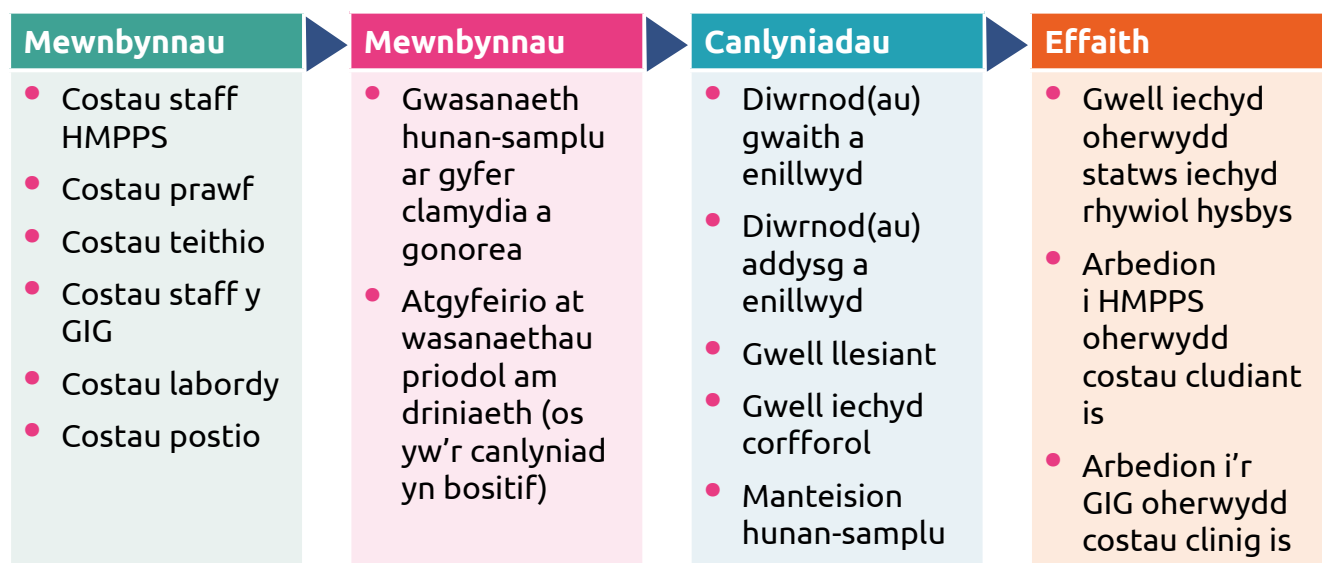 Mewnbynnau
• Costau staff
HMPPS
• Costau prawf
• Costau teithio
• Costau staff y
GIG
• Costau labordy
• Costau postio
Mewnbynnau
• Gwasanaeth
hunan-samplu
ar gyfer
clamydia a
gonorea
• Atgyfeirio at
wasanaethau
priodol am
driniaeth (os
yw’r canlyniad
yn bositif)
Canlyniadau
• Diwrnod(au)
gwaith a
enillwyd
• Diwrnod(au)
addysg a
enillwyd
• Gwell llesiant
• Gwell iechyd
corfforol
• Manteision
hunan-samplu
Effaith
• Gwell iechyd
oherwydd
statws iechyd
rhywiol hysbys
• Arbedion
i HMPPS
oherwydd
costau cludiant
is
• Arbedion i’r
GIG oherwydd
costau clinig is